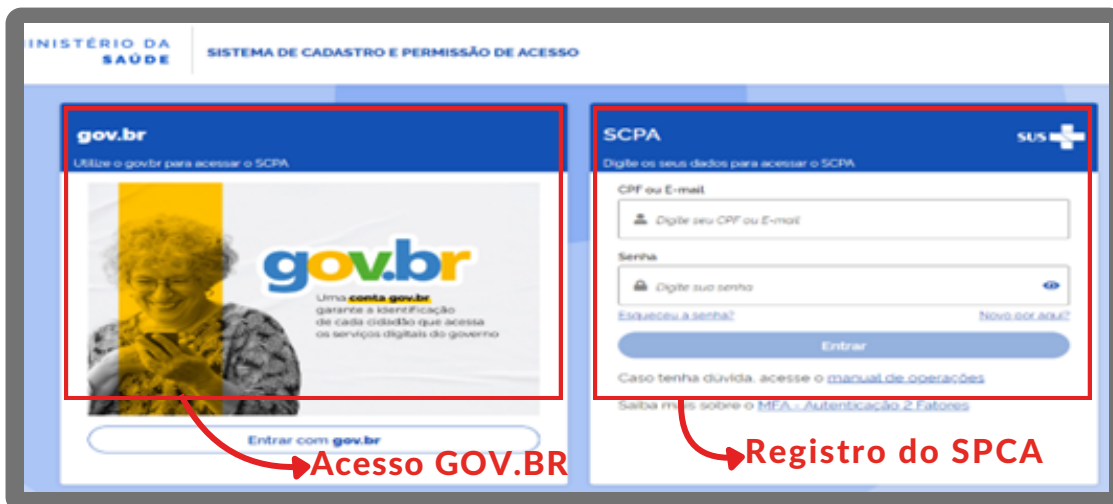 INISTÉRIO DA
SAÚDE
SISTEMA DE CADASTRO E PERMISSÃO DE ACESSO
gov.br
Utilize o gov.br para acessar o SCPA
gov.br
Uma conta gov.br
garante a identificação
de cada cidadão que acessa
os serviços digitais do governo
Entrar com gov.br
Acesso GOV.BR
SCPA
SUS
Digite os seus dados para acessar o SCPA
CPF ou E-mail
Digite seu CPF ou E-mail
Senha
Digite sua senha
Esqueceu a senha?
Novo por aqui?
Entrar
Caso tenha dúvida, acesse o manual de operações
Saiba mais sobre o MFA - Autenticação 2 Fatores
Registro do SPCA